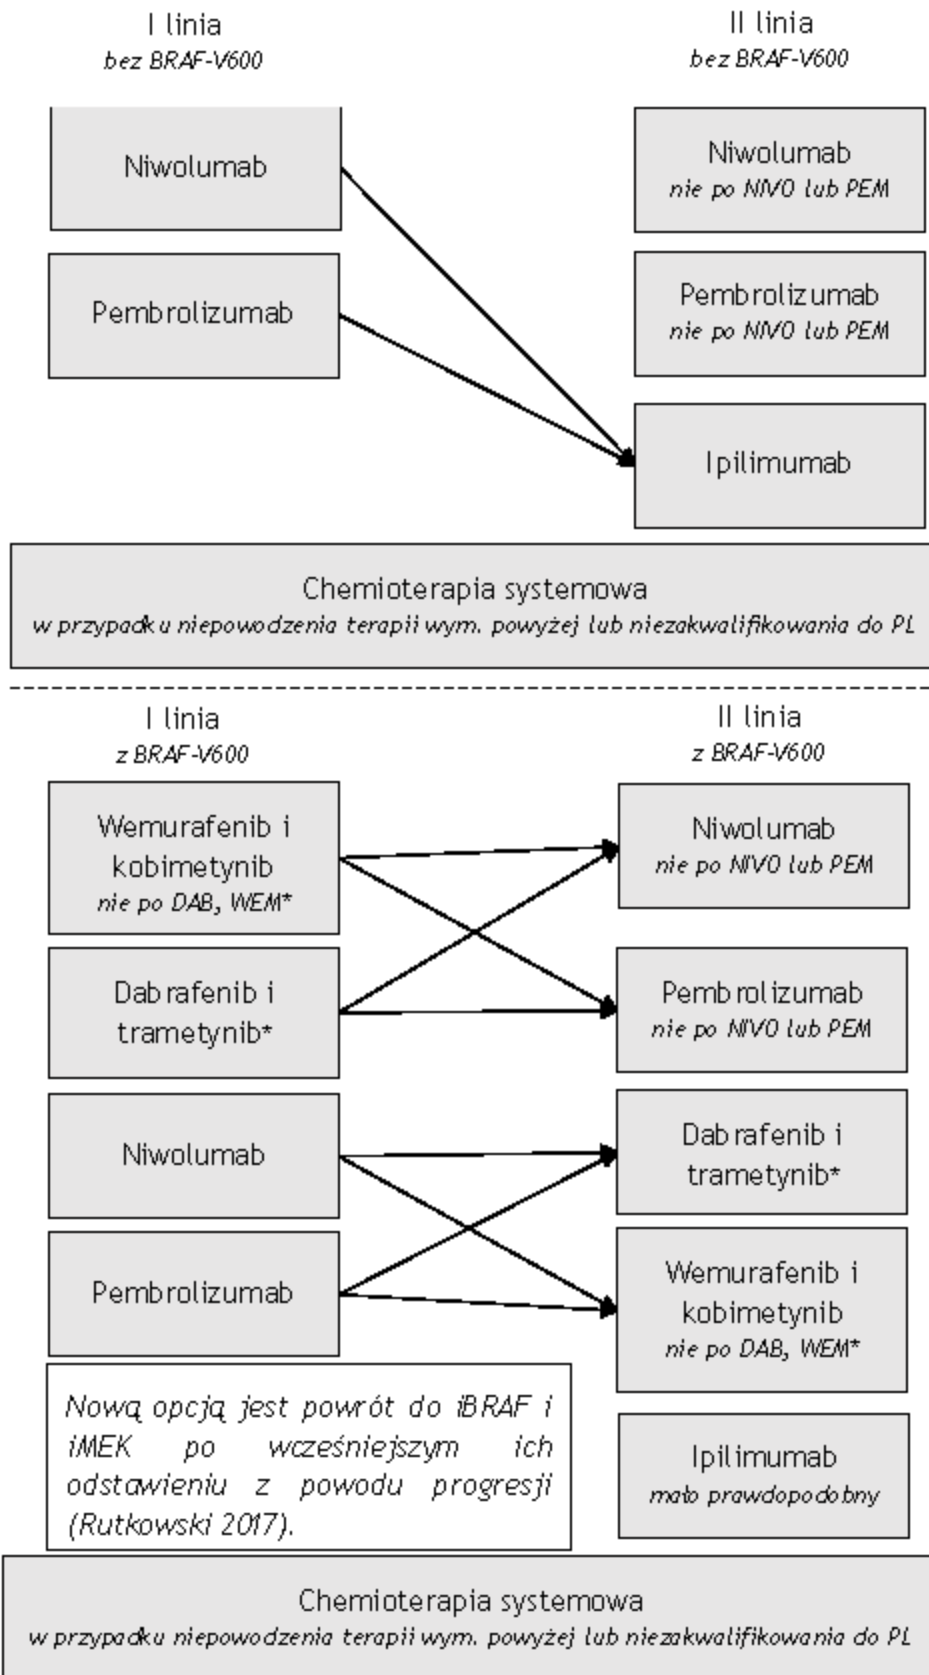 I linia
bez BRAF-V600
II linia
bez BRAF-V600
Niwolumab
Niwolumab
nie po NIVO lub PEM
Pembrolizumab
Pembrolizumab
nie po NIVO lub PEM
Ipilimumab
Chemioterapia systemowa
w przypadku niepowodzenia terapii wym. powyżej lub niezakwalifikowania do PL
I linia
z BRAF-V600
II linia
z BRAF-V600
Wemurafenib i
kobimetynib
nie po DAB, WEM*
Niwolumab
nie po NIVO lub PEM
Dabrafenib i
trametynib*
Pembrolizumab
nie po NIVO lub PEM
Niwolumab
Dabrafenib i
trametynib*
Pembrolizumab
Wemurafenib i
kobimetynib
nie po DAB, WEM*
Nową opcją jest powrót do iBRAF i
iMEK po wcześniejszym ich
odstawieniu z powodu progresji
(Rutkowski 2017).
Ipilimumab
mało prawdopodobny
Chemioterapia systemowa
w przypadku niepowodzenia terapii wym. powyżej lub niezakwalifikowania do PL